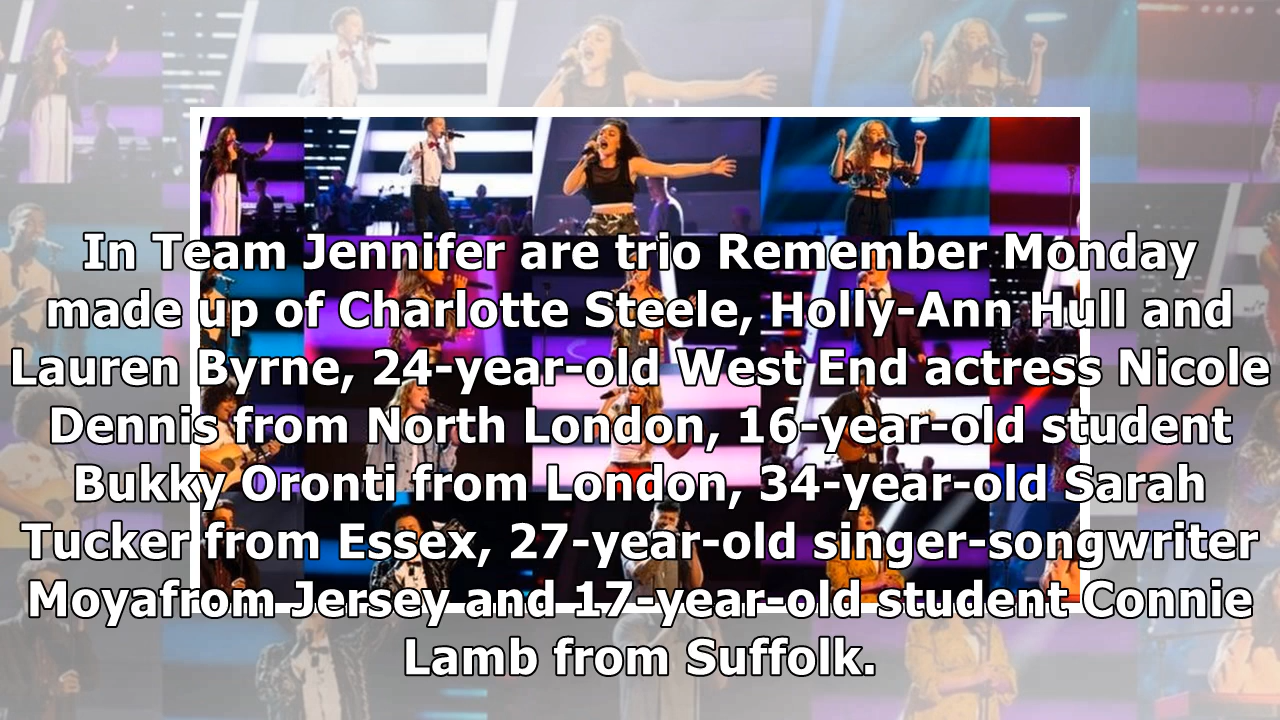 In Team Jennifer are trio Remember Monday
made up of Charlotte Steele, Holly-Ann Hull and
Lauren Byrne, 24-year-old West End actress Nicole
Dennis from North London, 16-year-old student
Bukky Oronti from London, 34-year-old Sarah
Tucker from Essex, 27-year-old singer-songwriter
Moyafrom Jersey and 17-year-old student Connie
Lamb from Suffolk.